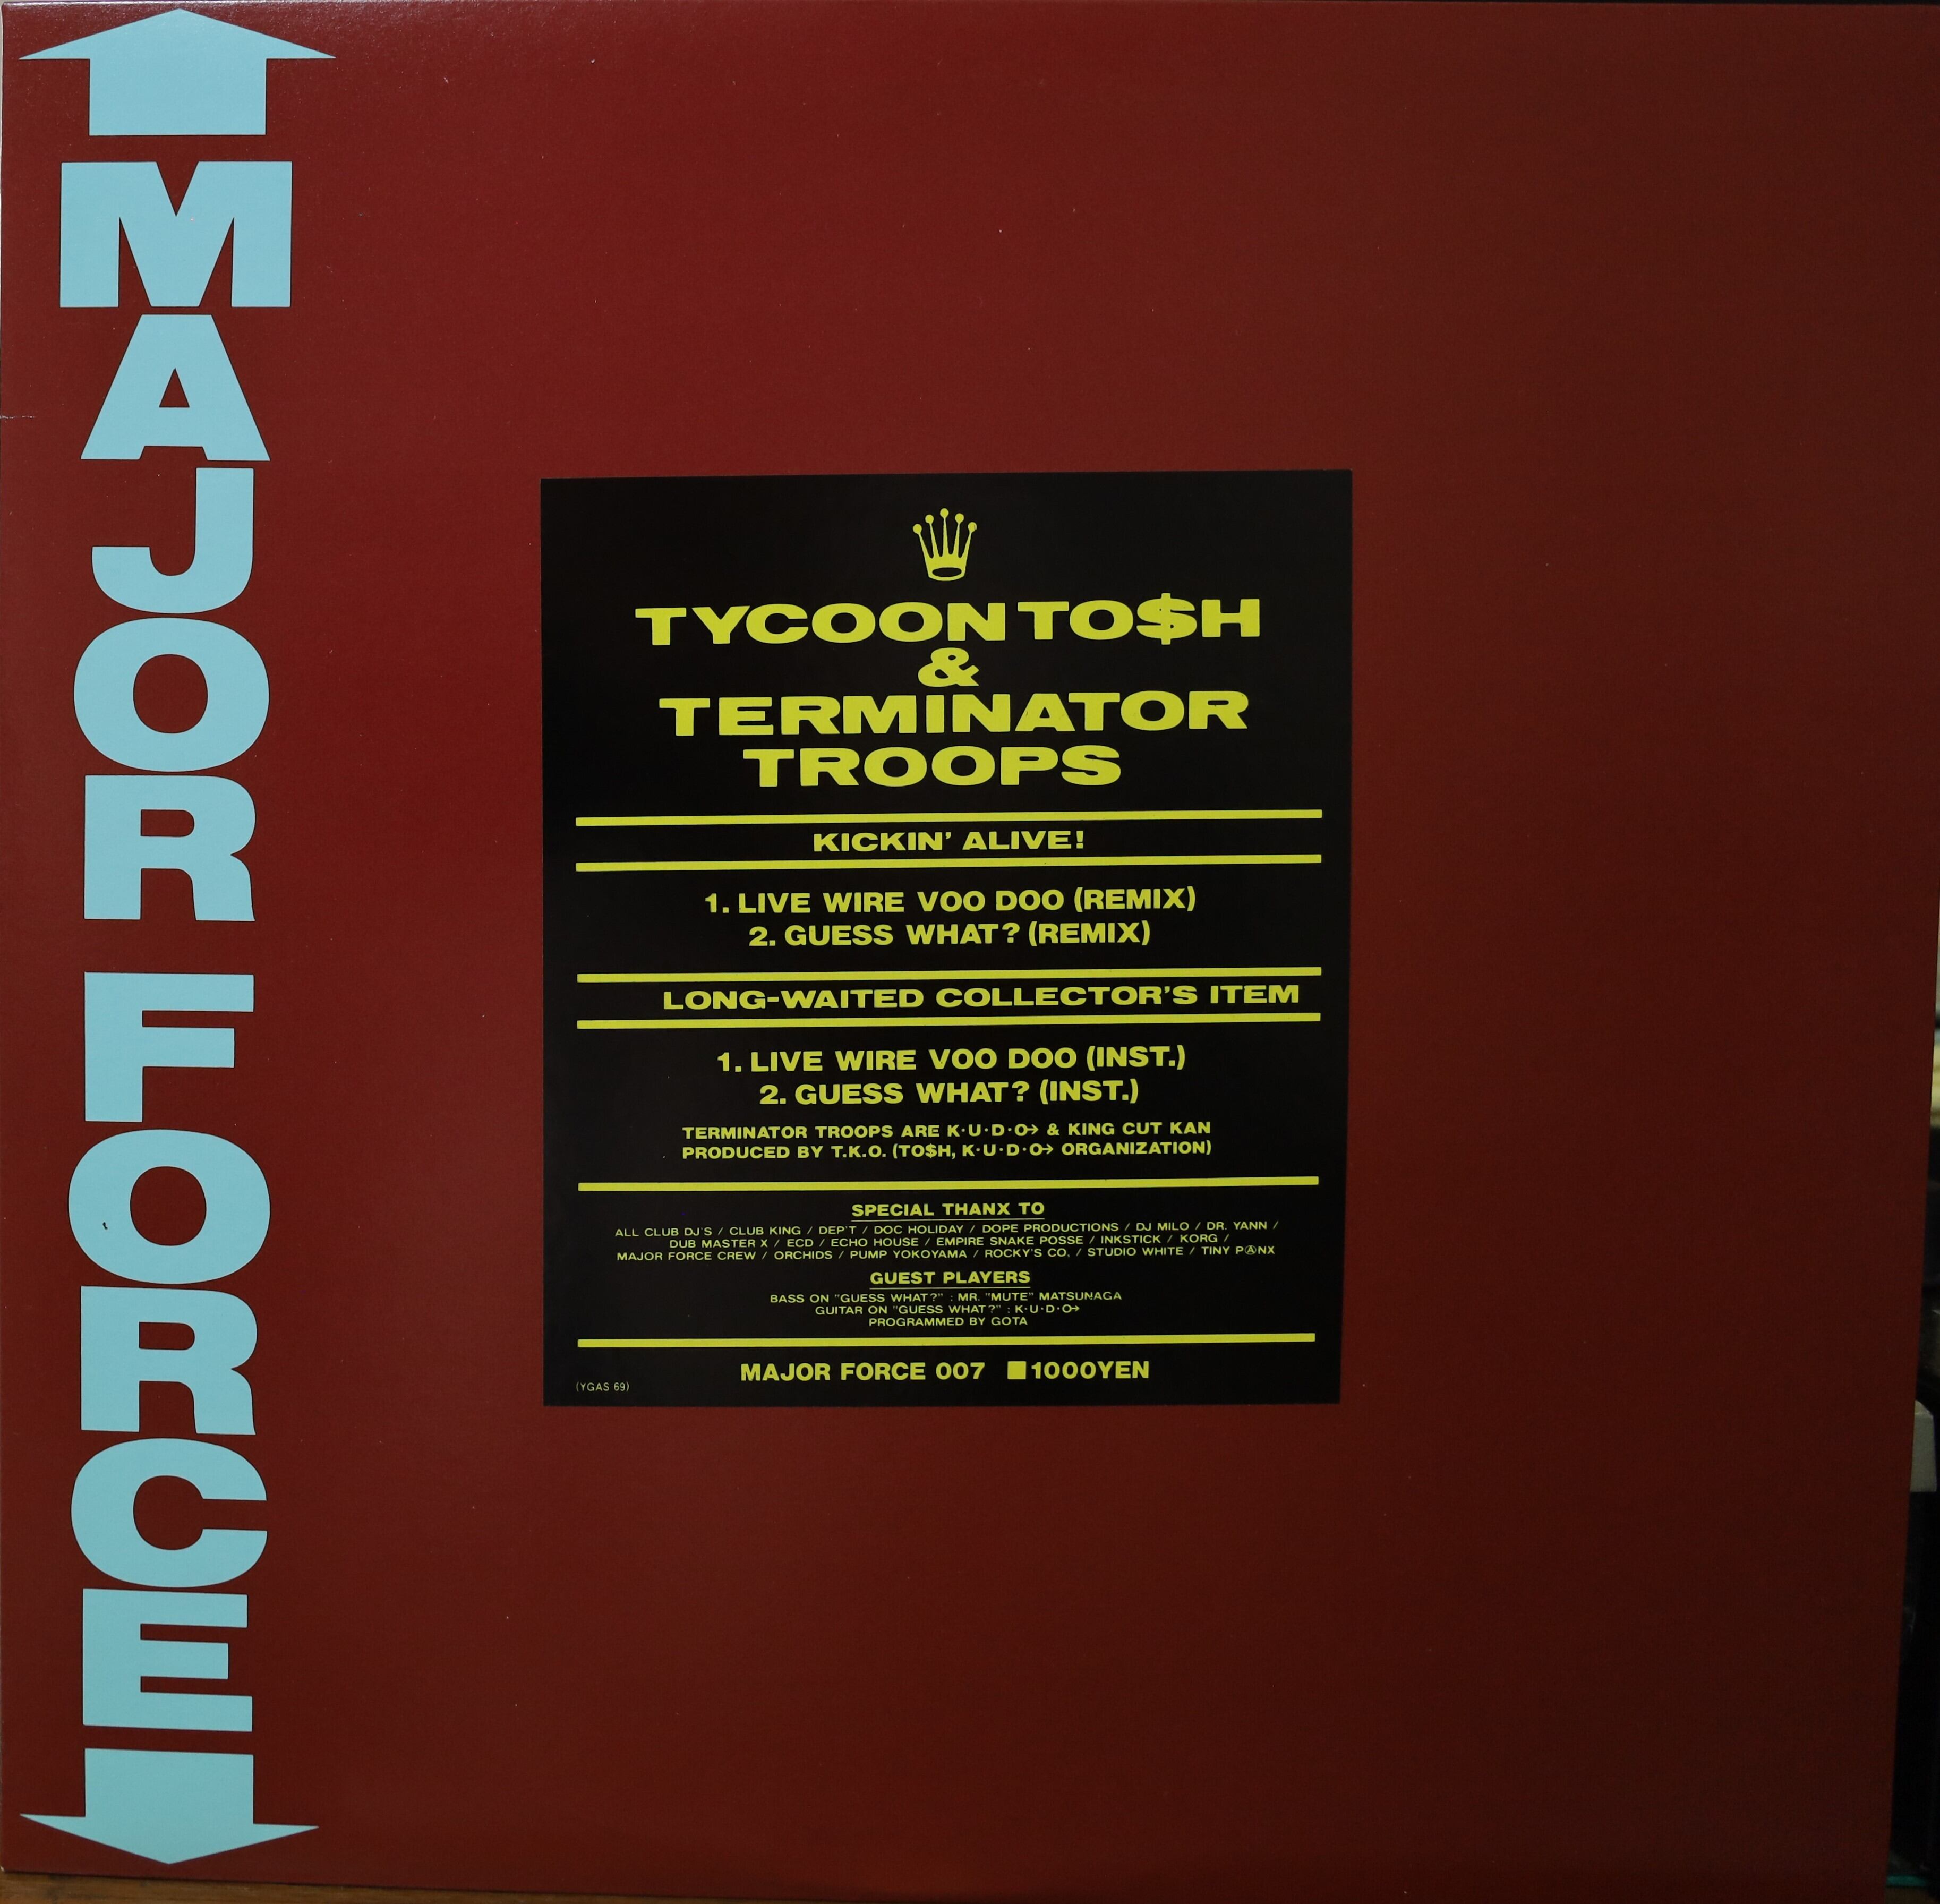 MAJOR FORCE
TYCOON TO$H
&
TERMINATOR
TROOPS
KICKIN' ALIVE!
1. LIVE WIRE VOO DOO (REMIX)
2. GUESS WHAT? (REMIX)
LONG-WAITED COLLECTOR'S ITEM
1. LIVE WIRE VOO DOO (INST.)
2. GUESS WHAT? (INST.)
TERMINATOR TROOPS ARE K·U·D·O→ & KING CUT KAN
PRODUCED BY T.K.O. (TO$H, K·U·D·O→ ORGANIZATION)
SPECIAL THANX TO
ALL CLUB DJ'S / CLUB KING / DEP'T / DOC HOLIDAY / DOPE PRODUCTIONS / DJ MILO / DR. YANN /
DUB MASTER X / ECD / ECHO HOUSE / EMPIRE SNAKE POSSE / INKSTICK / KORG /
MAJOR FORCE CREW / ORCHIDS / PUMP YOKOYAMA / ROCKY'S CO. / STUDIO WHITE / TINY PⒶNX
GUEST PLAYERS
BASS ON "GUESS WHAT?" : MR. "MUTE" MATSUNAGA
GUITAR ON "GUESS WHAT?" : K·U·D·O→
PROGRAMMED BY GOTA
MAJOR FORCE 007 ■1000YEN
(YGAS 69)